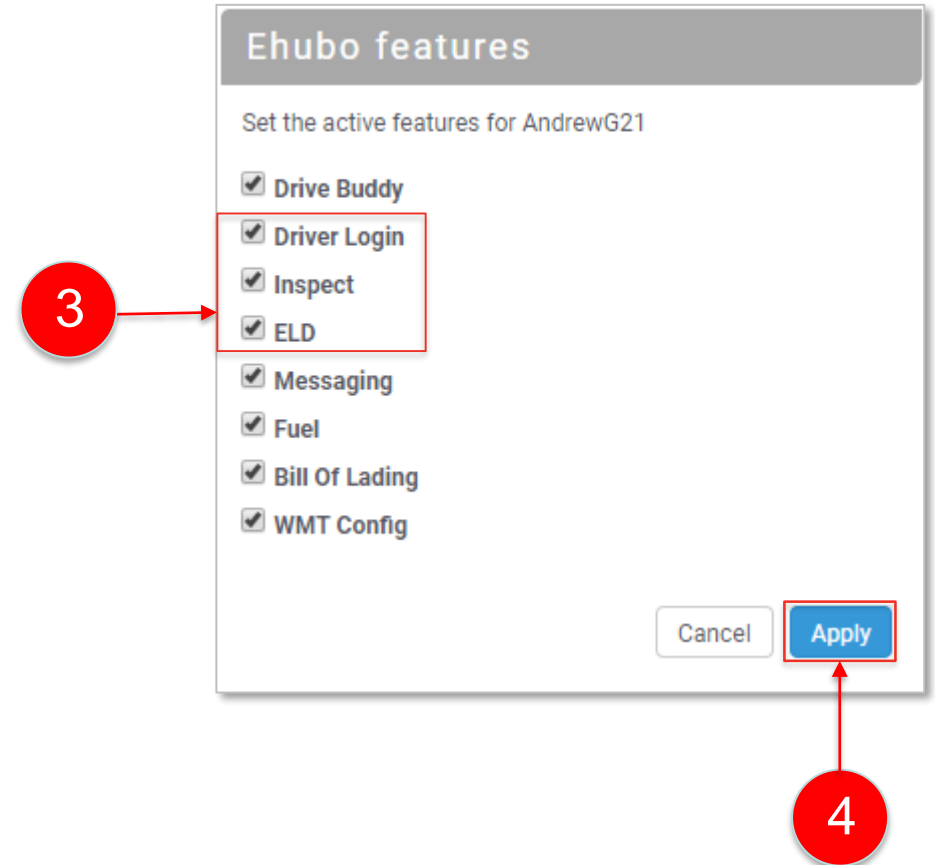 Ehubo features
Set the active features for AndrewG21
Drive Buddy
Driver Login
Inspect
ELD
Messaging
Fuel
Bill Of Lading
WMT Config
3
Cancel
Apply
4